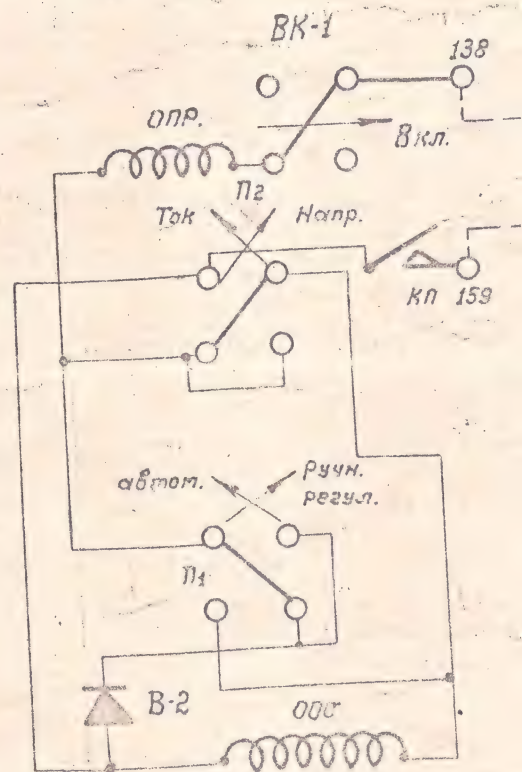 ВК-1
138
ОПР.
Вкл.
П2
Ток
Напр.
КП
159
автом.
Ручн.
регул.
П1
В-2
ООС